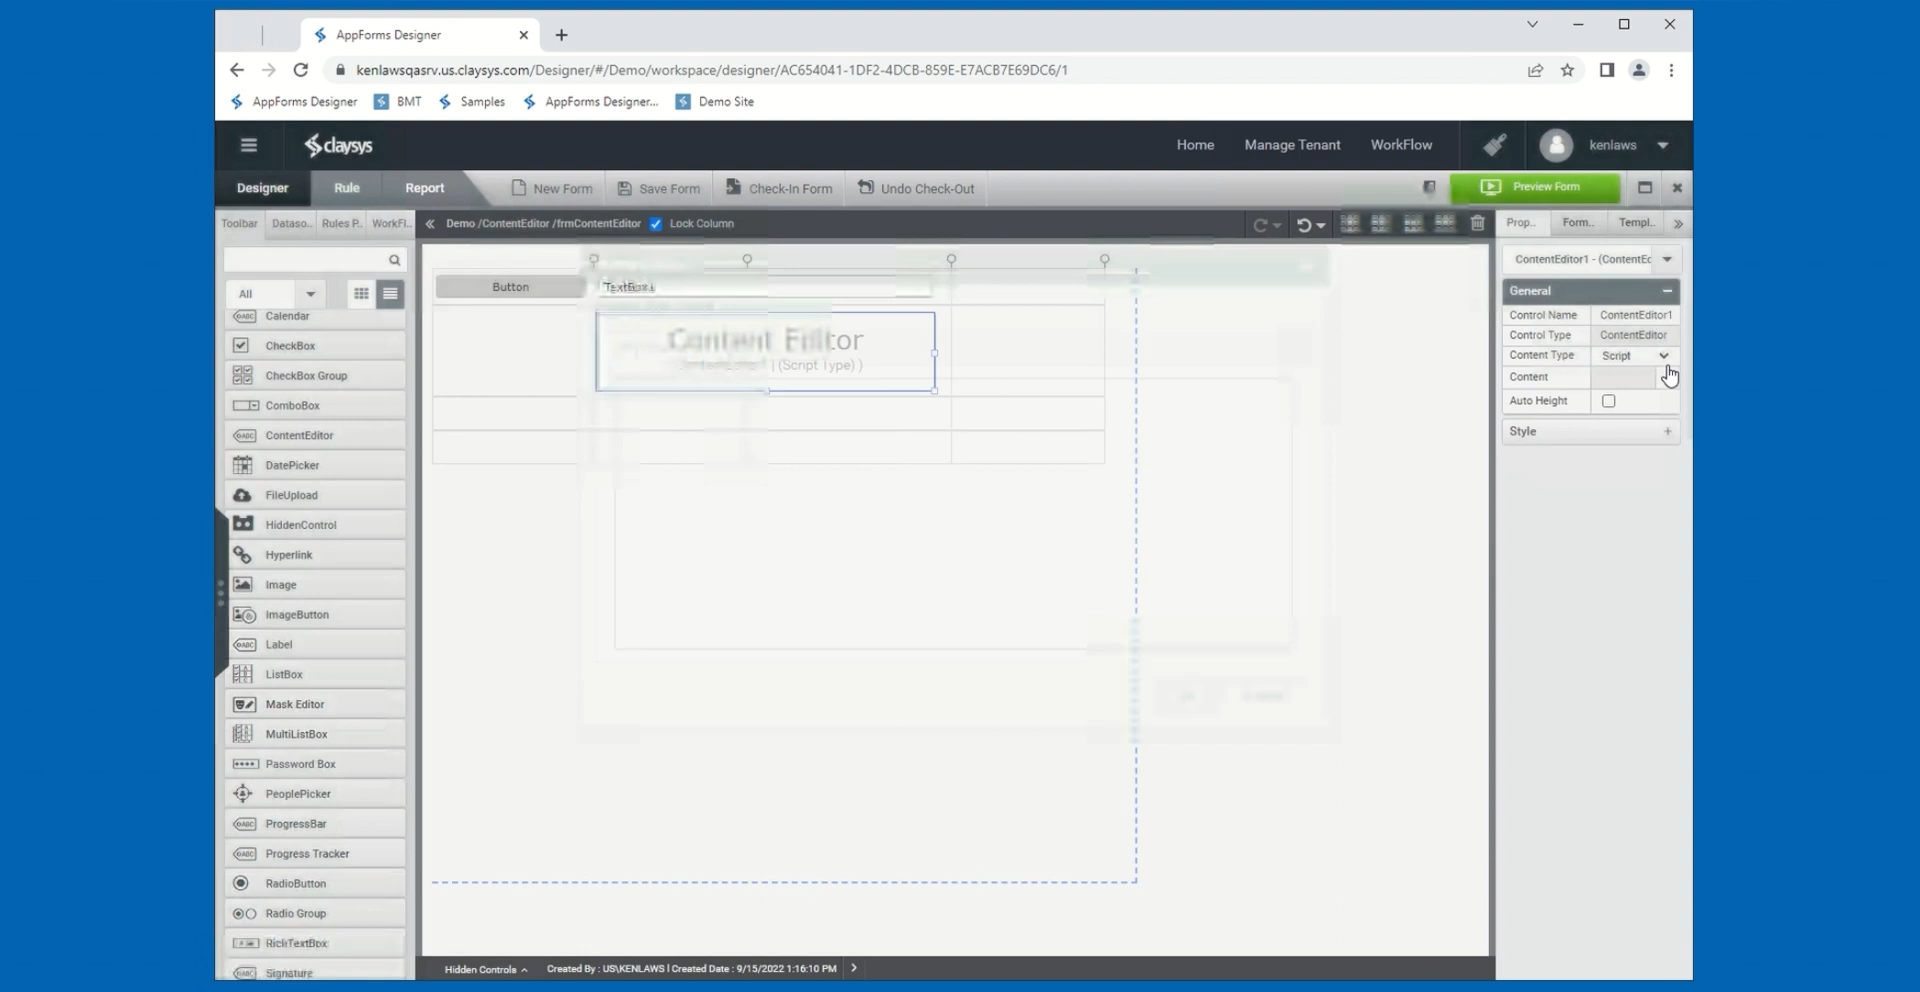 AppForms Designer
kenlawsqasrv.us.claysys.com/Designer/#/Demo/workspace/designer/AC654041-1DF2-4DCB-859E-E7ACB7E69DC6/1
AppForms Designer BMT Samples AppForms Designer... Demo Site
claysys Home Manage Tenant WorkFlow kenlaws
Designer Rule Report New Form Save Form Check-In Form Undo Check-Out Preview Form
Toolbar Dataso.. Rules P.. WorkFl.. Demo /ContentEditor /frmContentEditor Lock Column Prop.. Form.. Templ..
ContentEditor1 - (ContentEc
All
Button
TextBox1
General
Calendar
Control Name ContentEditor1
Control Type ContentEditor
Content Editor
CheckBox
Content Type Script
(Script Type) )
CheckBox Group
Content
ComboBox
Auto Height
ContentEditor
Style
DatePicker
FileUpload
HiddenControl
Hyperlink
Image
ImageButton
Label
ListBox
Mask Editor
MultiListBox
Password Box
PeoplePicker
ProgressBar
Progress Tracker
RadioButton
Radio Group
RichTextBox
Signature
Hidden Controls Created By : US\KENLAWS | Created Date : 9/15/2022 1:16:10 PM